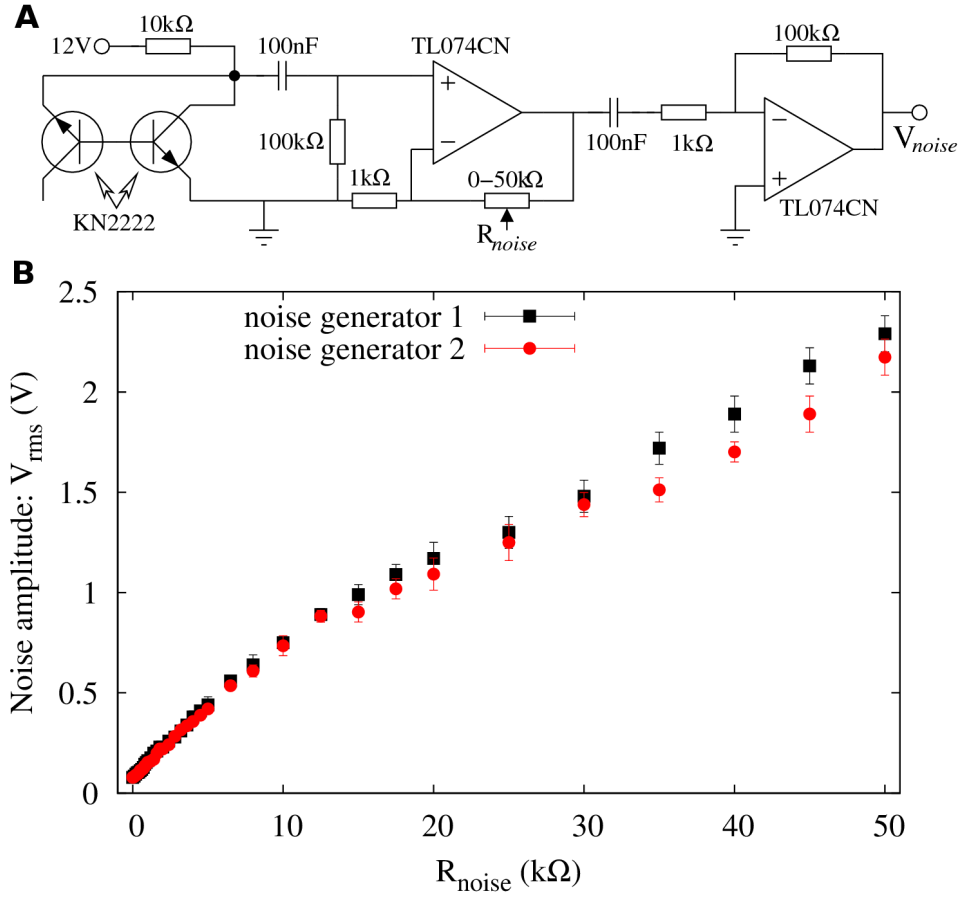 A
10kΩ
12V
100nF
TL074CN
100kΩ
+
−
100kΩ
1kΩ
0−50kΩ
100nF
1kΩ
−
+
V_noise
KN2222
R_noise
TL074CN
B
noise generator 1
noise generator 2
Noise amplitude: V_rms (V)
2.5
2
1.5
1
0.5
0
0 10 20 30 40 50
R_noise (kΩ)